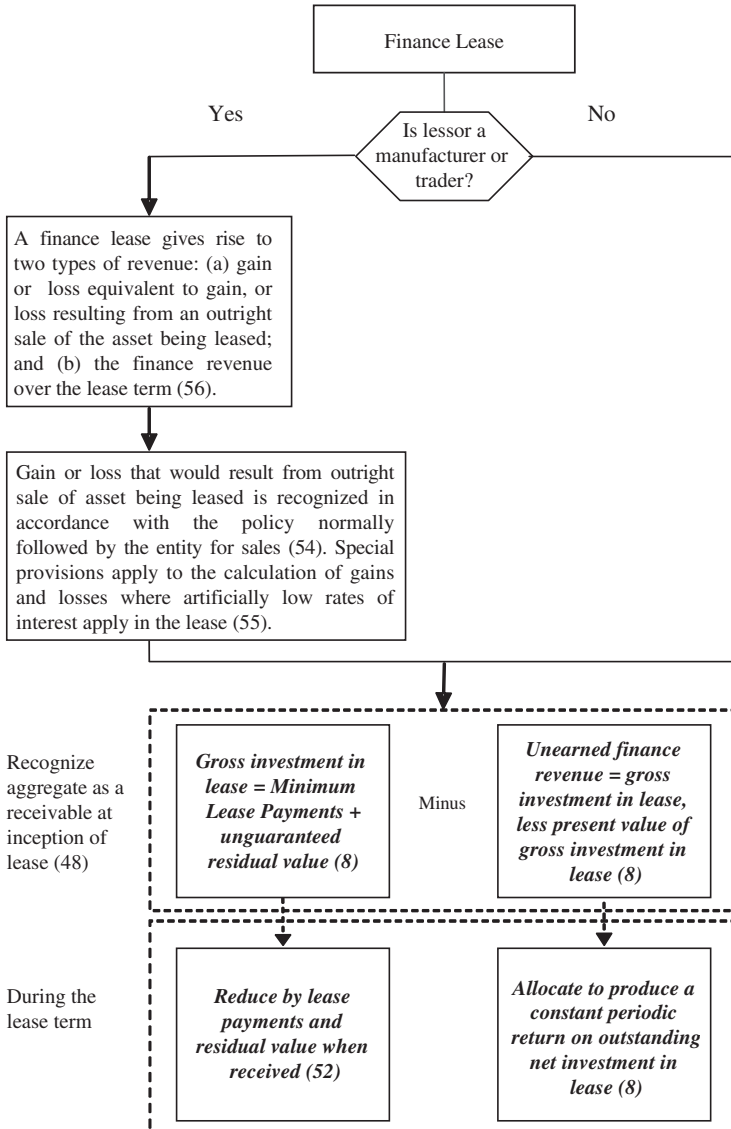 Finance Lease
Yes
No
Is lessor a
manufacturer or
trader?
A finance lease gives rise to
two types of revenue: (a) gain
or loss equivalent to gain, or
loss resulting from an outright
sale of the asset being leased;
and (b) the finance revenue
over the lease term (56).
Gain or loss that would result from outright
sale of asset being leased is recognized in
accordance with the policy normally
followed by the entity for sales (54). Special
provisions apply to the calculation of gains
and losses where artificially low rates of
interest apply in the lease (55).
Recognize
aggregate as a
receivable at
inception of
lease (48)
Gross investment in
lease = Minimum
Lease Payments +
unguaranteed
residual value (8)
Minus
Unearned finance
revenue = gross
investment in lease,
less present value of
gross investment in
lease (8)
During the
lease term
Reduce by lease
payments and
residual value when
received (52)
Allocate to produce a
constant periodic
return on outstanding
net investment in
lease (8)